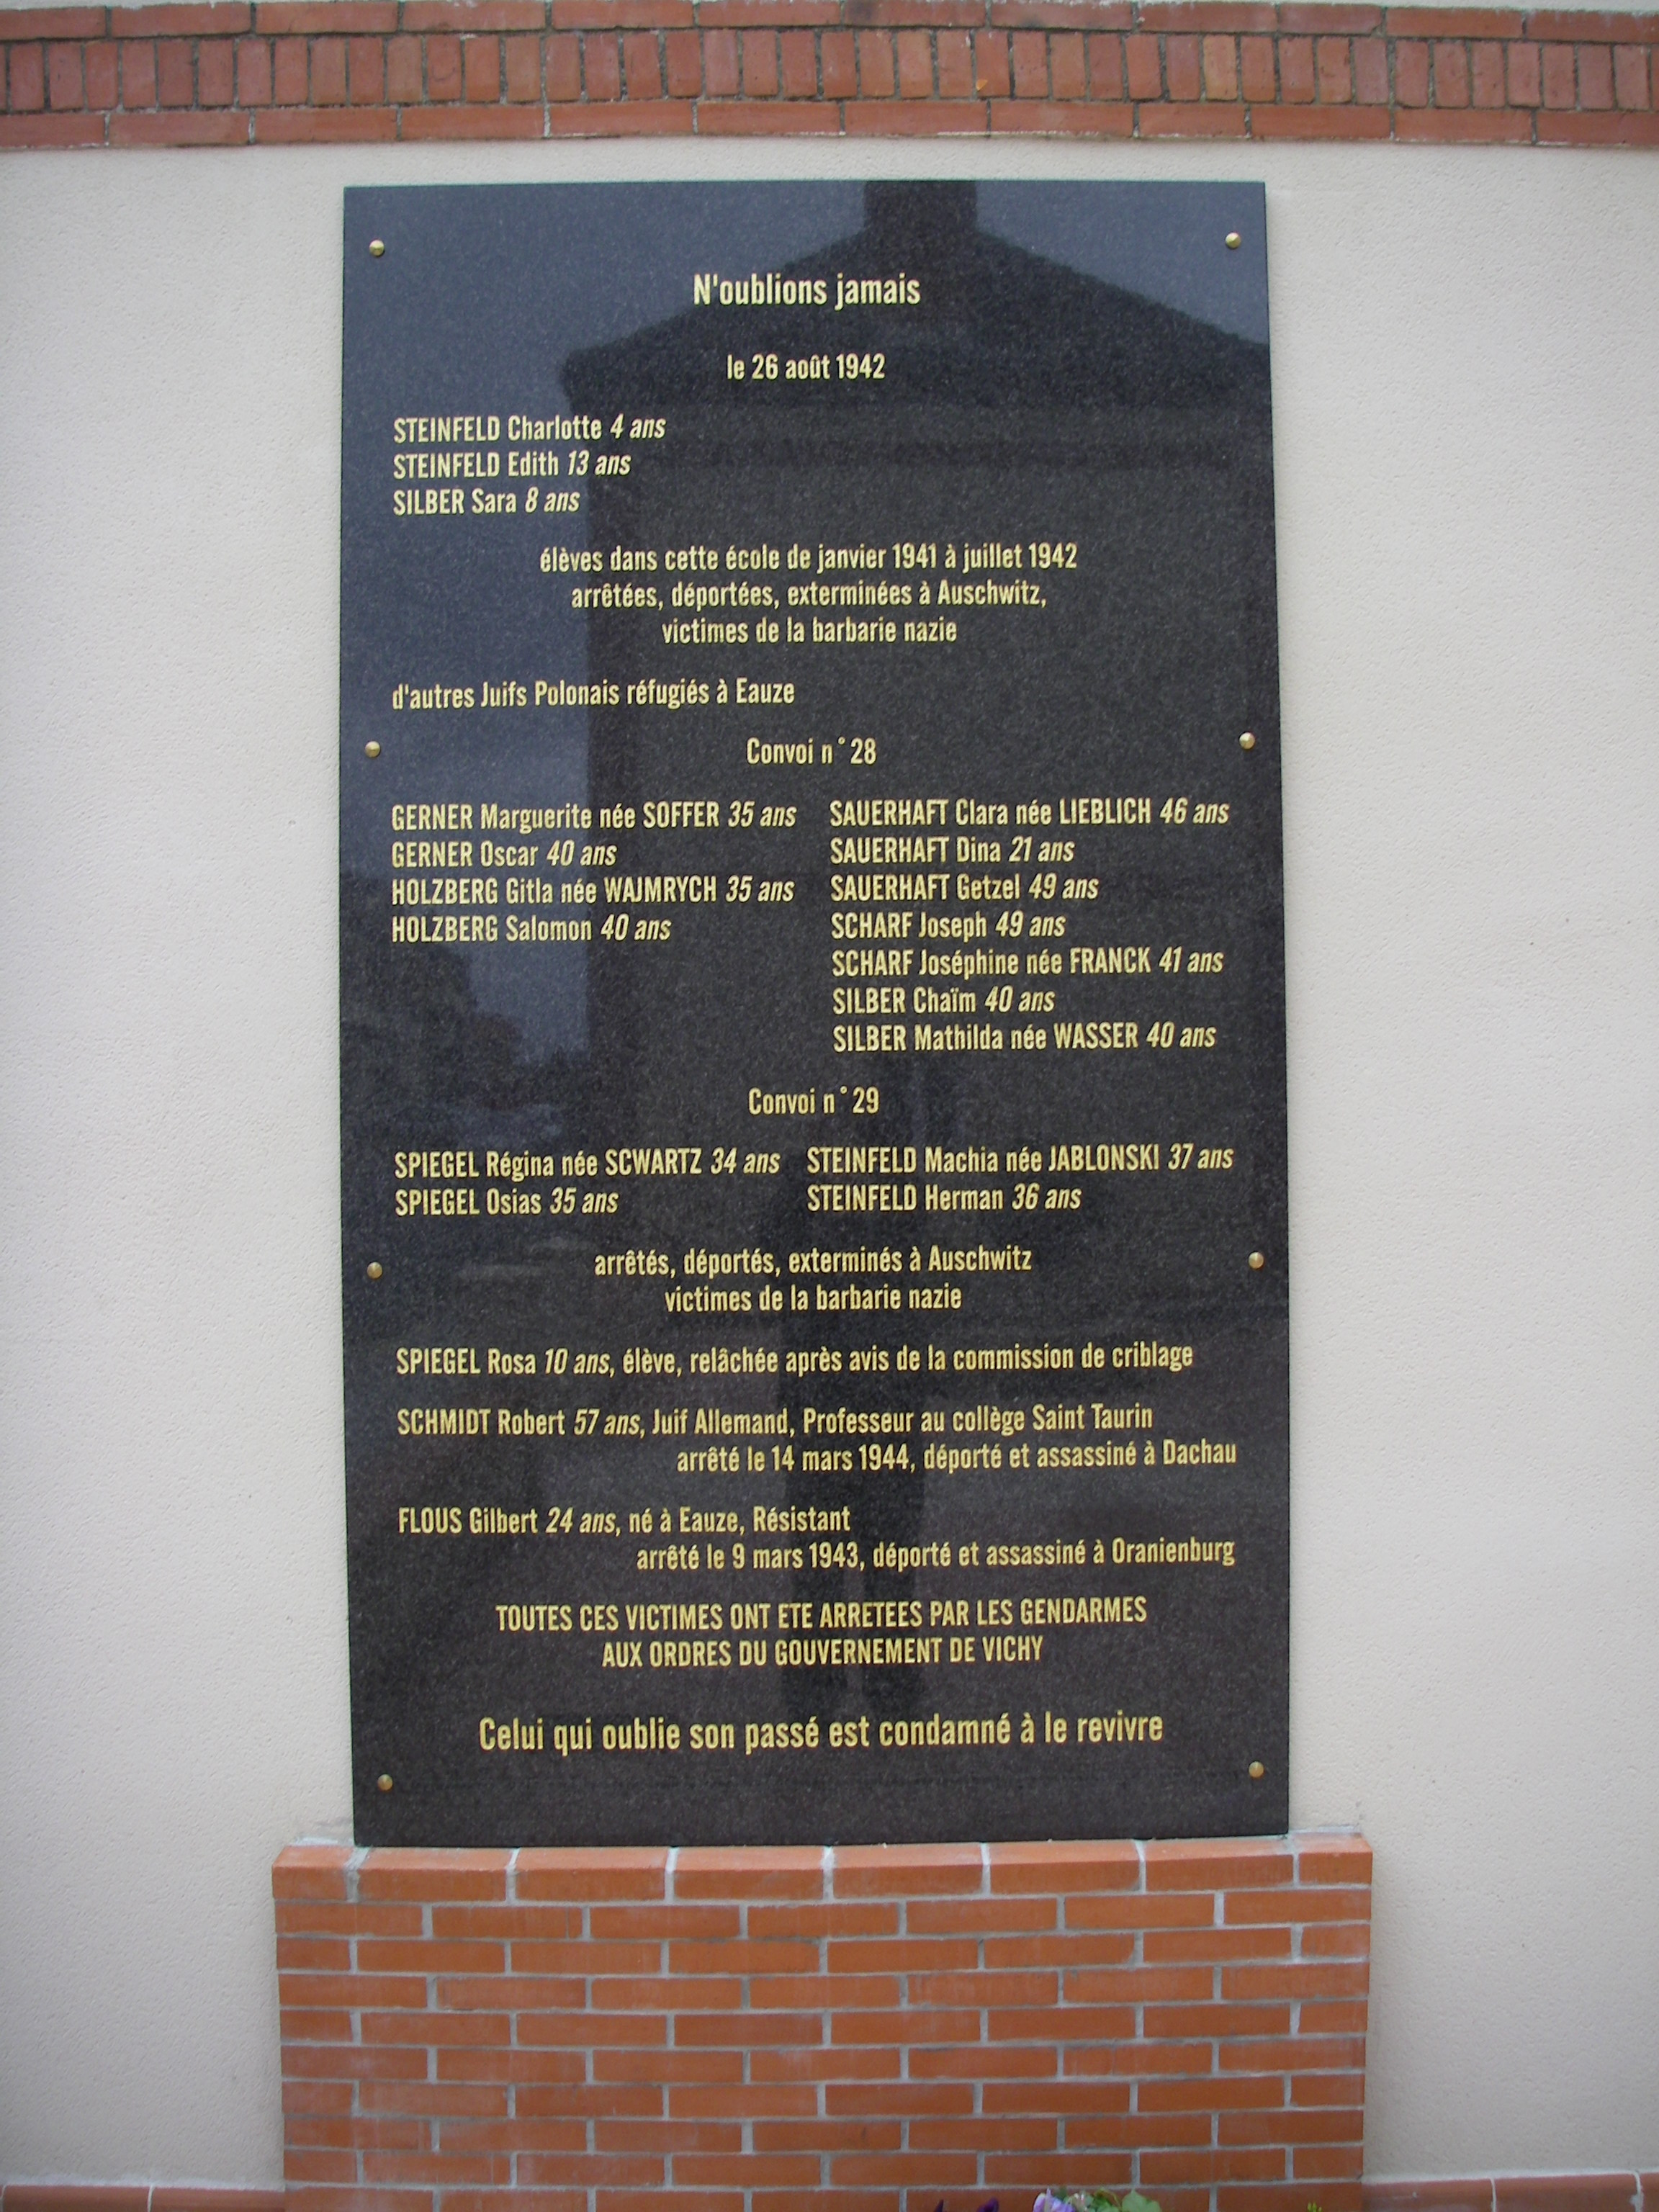 N'oublions jamais
le 26 août 1942
STEINFELD Charlotte 4 ans
STEINFELD Edith 13 ans
SILBER Sara 8 ans
élèves dans cette école de janvier 1941 à juillet 1942
arrêtées, déportées, exterminées à Auschwitz,
victimes de la barbarie nazie
d'autres Juifs Polonais réfugiés à Eauze
Convoi n°28
GERNER Marguerite née SOFFER 35 ans
GERNER Oscar 40 ans
HOLZBERG Gitla née WAJMRYCH 35 ans
HOLZBERG Salomon 40 ans
SAUERHAFT Clara née LIEBLICH 46 ans
SAUERHAFT Dina 21 ans
SAUERHAFT Getzel 49 ans
SCHARF Joseph 49 ans
SCHARF Joséphine née FRANCK 41 ans
SILBER Chaïm 40 ans
SILBER Mathilda née WASSER 40 ans
Convoi n°29
SPIEGEL Régina née SCWARTZ 34 ans
SPIEGEL Osias 35 ans
STEINFELD Machia née JABLONSKI 37 ans
STEINFELD Herman 36 ans
arrêtés, déportés, exterminés à Auschwitz
victimes de la barbarie nazie
SPIEGEL Rosa 10 ans, élève, relâchée après avis de la commission de criblage
SCHMIDT Robert 57 ans, Juif Allemand, Professeur au collège Saint Taurin
arrêté le 14 mars 1944, déporté et assassiné à Dachau
FLOUS Gilbert 24 ans, né à Eauze, Résistant
arrêté le 9 mars 1943, déporté et assassiné à Oranienburg
TOUTES CES VICTIMES ONT ETE ARRETEES PAR LES GENDARMES
AUX ORDRES DU GOUVERNEMENT DE VICHY
Celui qui oublie son passé est condamné à le revivre